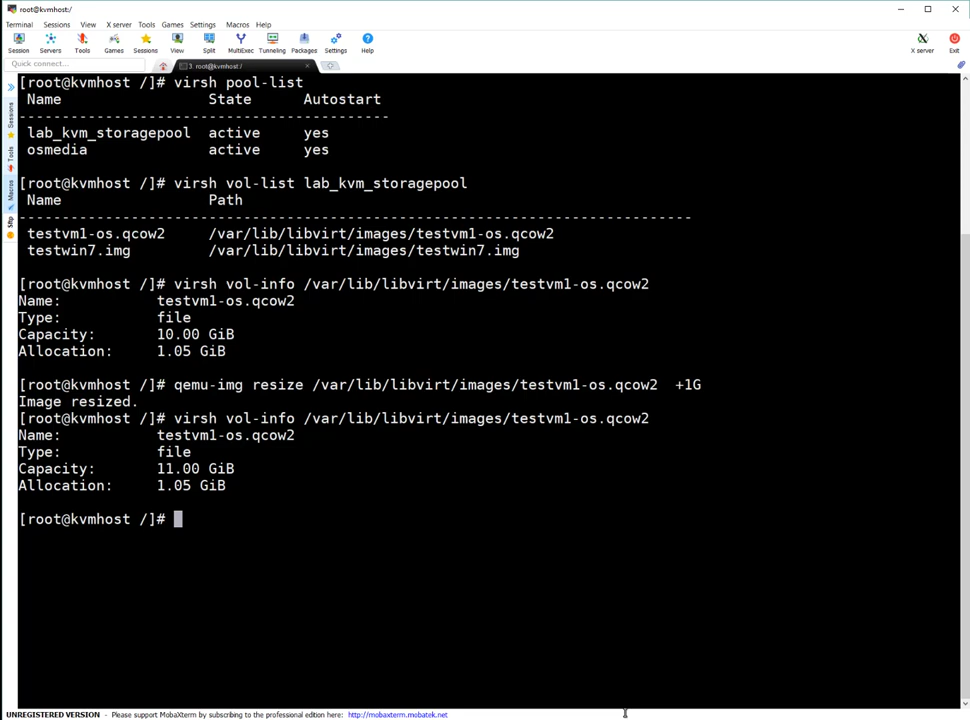 root@kvmhost:/
Terminal Sessions View X server Tools Games Settings Macros Help
Session Servers Tools Games Sessions View Split MultiExec Tunneling Packages Settings Help X server Exit
Quick connect...
3. root@kvmhost:/
Sessions
Tools
Macros
Sftp
[root@kvmhost /]# virsh pool-list
Name State Autostart
-------------------------------------------
lab_kvm_storagepool active yes
osmedia active yes
[root@kvmhost /]# virsh vol-list lab_kvm_storagepool
Name Path
------------------------------------------------------------------------------
testvm1-os.qcow2 /var/lib/libvirt/images/testvm1-os.qcow2
testwin7.img /var/lib/libvirt/images/testwin7.img
[root@kvmhost /]# virsh vol-info /var/lib/libvirt/images/testvm1-os.qcow2
Name: testvm1-os.qcow2
Type: file
Capacity: 10.00 GiB
Allocation: 1.05 GiB
[root@kvmhost /]# qemu-img resize /var/lib/libvirt/images/testvm1-os.qcow2 +1G
Image resized.
[root@kvmhost /]# virsh vol-info /var/lib/libvirt/images/testvm1-os.qcow2
Name: testvm1-os.qcow2
Type: file
Capacity: 11.00 GiB
Allocation: 1.05 GiB
[root@kvmhost /]#
UNREGISTERED VERSION - Please support MobaXterm by subscribing to the professional edition here: http://mobaxterm.mobatek.net